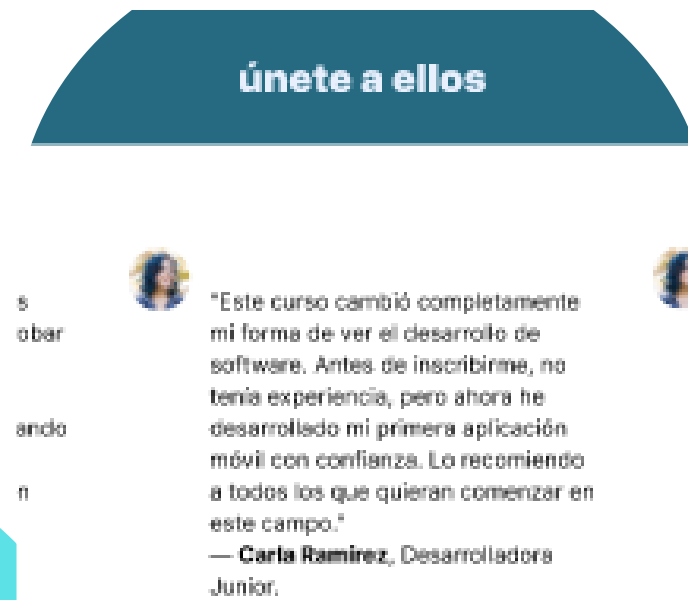 únete a ellos
s
obar
ando
n
"Este curso cambió completamente
mi forma de ver el desarrollo de
software. Antes de inscribirme, no
tenía experiencia, pero ahora he
desarrollado mi primera aplicación
móvil con confianza. Lo recomiendo
a todos los que quieran comenzar en
este campo."
— Carla Ramírez, Desarrolladora
Junior.